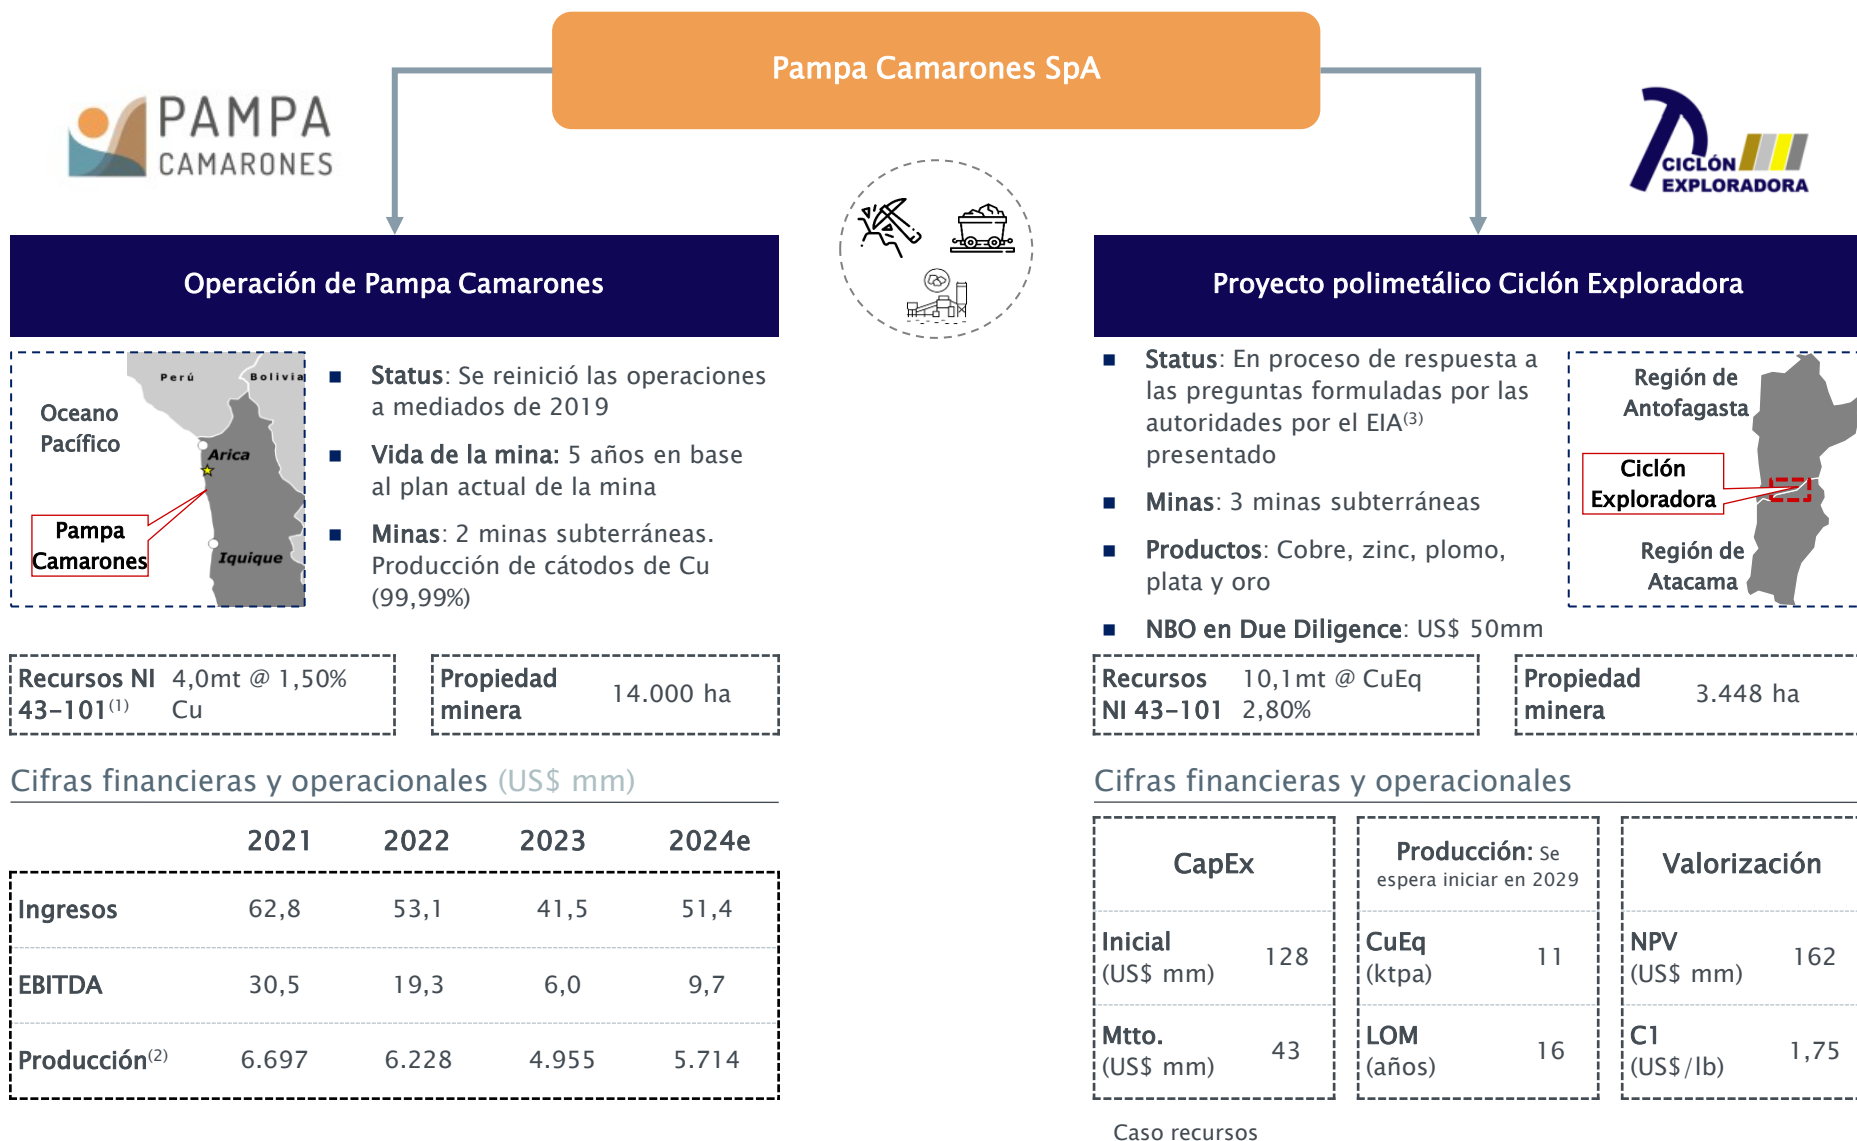 Pampa Camarones SpA
PAMPA
CAMARONES
CICLÓN
EXPLORADORA
Operación de Pampa Camarones
Perú
Bolivia
Oceano
Pacífico
Arica
Pampa
Camarones
Iquique
■ Status: Se reinició las operaciones
a mediados de 2019
■ Vida de la mina: 5 años en base
al plan actual de la mina
■ Minas: 2 minas subterráneas.
Producción de cátodos de Cu
(99,99%)
Recursos NI 4,0mt @ 1,50%
43-101(1) Cu
Propiedad
minera
14.000 ha
Cifras financieras y operacionales (US$ mm)
2021 2022 2023 2024e
Ingresos 62,8 53,1 41,5 51,4
EBITDA 30,5 19,3 6,0 9,7
Producción(2) 6.697 6.228 4.955 5.714
Proyecto polimetálico Ciclón Exploradora
■ Status: En proceso de respuesta a
las preguntas formuladas por las
autoridades por el EIA(3)
presentado
■ Minas: 3 minas subterráneas
■ Productos: Cobre, zinc, plomo,
plata y oro
■ NBO en Due Diligence: US$ 50mm
Región de
Antofagasta
Ciclón
Exploradora
Región de
Atacama
Recursos 10,1mt @ CuEq
NI 43-101 2,80%
Propiedad
minera
3.448 ha
Cifras financieras y operacionales
CapEx
Inicial
(US$ mm)
128
Mtto.
(US$ mm)
43
Producción: Se
espera iniciar en 2029
CuEq
(ktpa)
11
LOM
(años)
16
Valorización
NPV
(US$ mm)
162
C1
(US$/lb)
1,75
Caso recursos